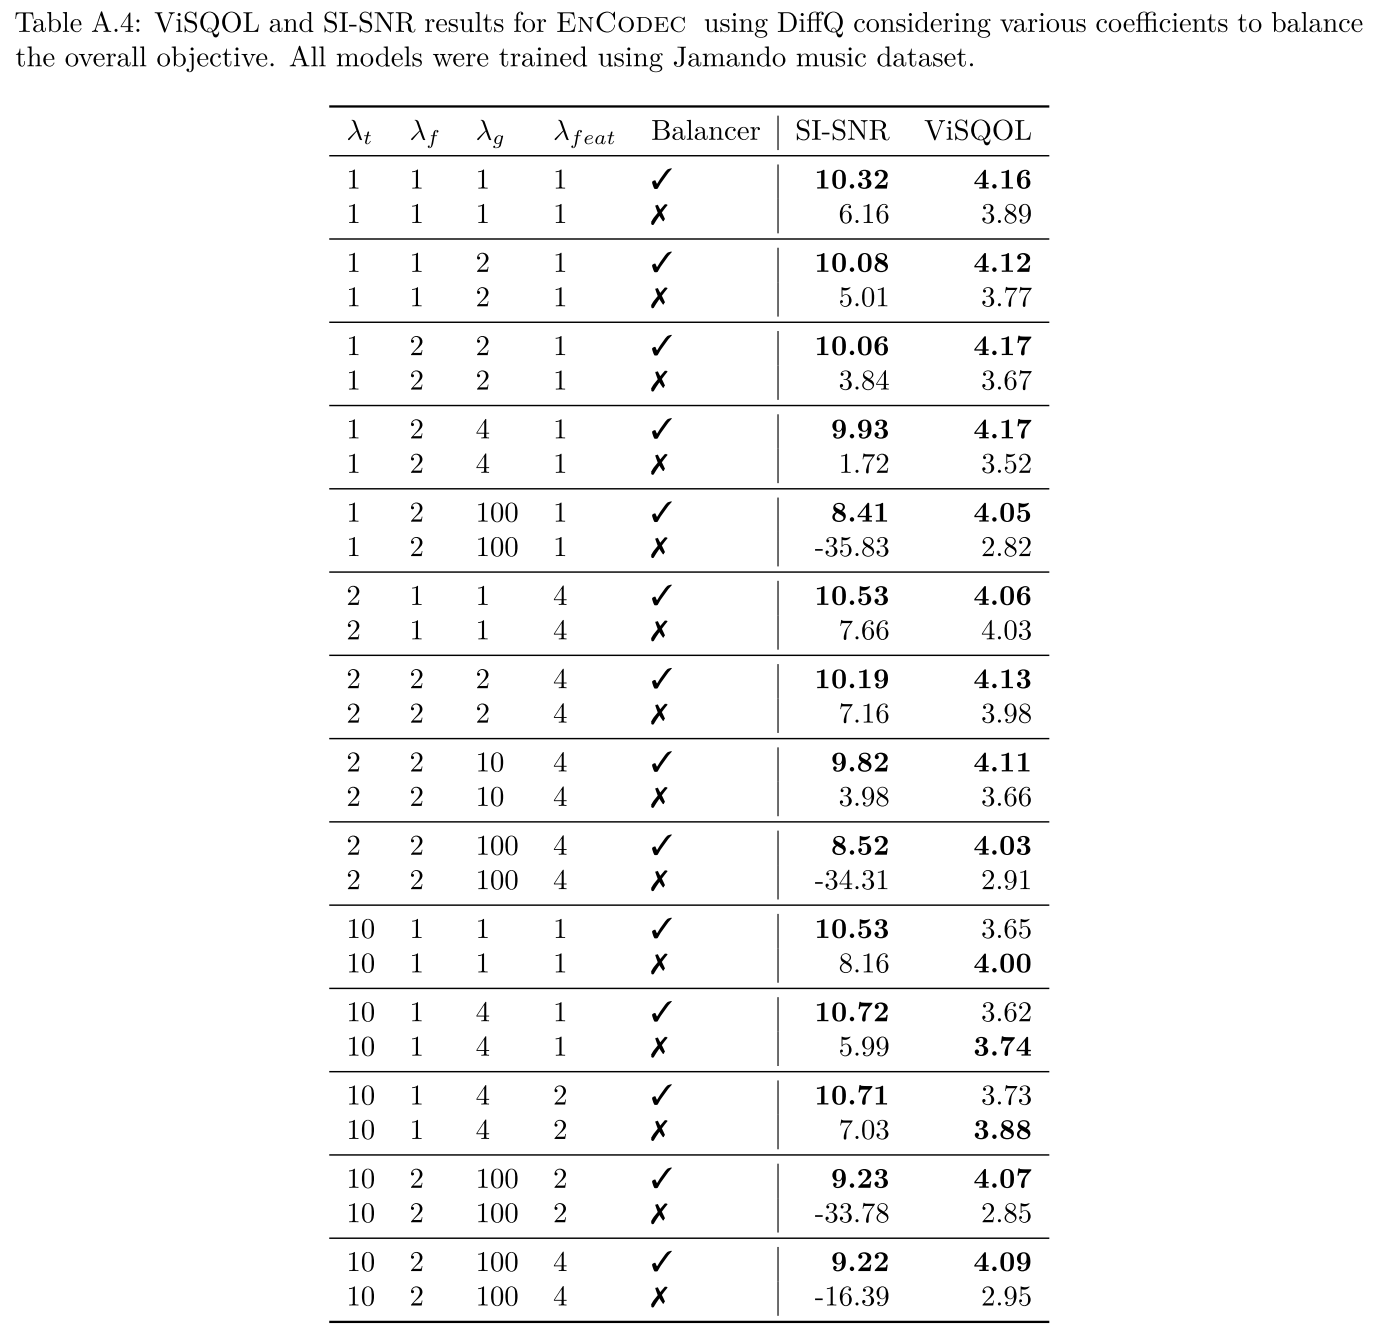 Table A.4: ViSQOL and SI-SNR results for ENCODEC using DiffQ considering various coefficients to balance
the overall objective. All models were trained using Jamando music dataset.
λt λf λg λfeat Balancer SI-SNR ViSQOL
1 1 1 1 ✓ 10.32 4.16
1 1 1 1 ✗ 6.16 3.89
1 1 2 1 ✓ 10.08 4.12
1 1 2 1 ✗ 5.01 3.77
1 2 2 1 ✓ 10.06 4.17
1 2 2 1 ✗ 3.84 3.67
1 2 4 1 ✓ 9.93 4.17
1 2 4 1 ✗ 1.72 3.52
1 2 100 1 ✓ 8.41 4.05
1 2 100 1 ✗ -35.83 2.82
2 1 1 4 ✓ 10.53 4.06
2 1 1 4 ✗ 7.66 4.03
2 2 2 4 ✓ 10.19 4.13
2 2 2 4 ✗ 7.16 3.98
2 2 10 4 ✓ 9.82 4.11
2 2 10 4 ✗ 3.98 3.66
2 2 100 4 ✓ 8.52 4.03
2 2 100 4 ✗ -34.31 2.91
10 1 1 1 ✓ 10.53 3.65
10 1 1 1 ✗ 8.16 4.00
10 1 4 1 ✓ 10.72 3.62
10 1 4 1 ✗ 5.99 3.74
10 1 4 2 ✓ 10.71 3.73
10 1 4 2 ✗ 7.03 3.88
10 2 100 2 ✓ 9.23 4.07
10 2 100 2 ✗ -33.78 2.85
10 2 100 4 ✓ 9.22 4.09
10 2 100 4 ✗ -16.39 2.95